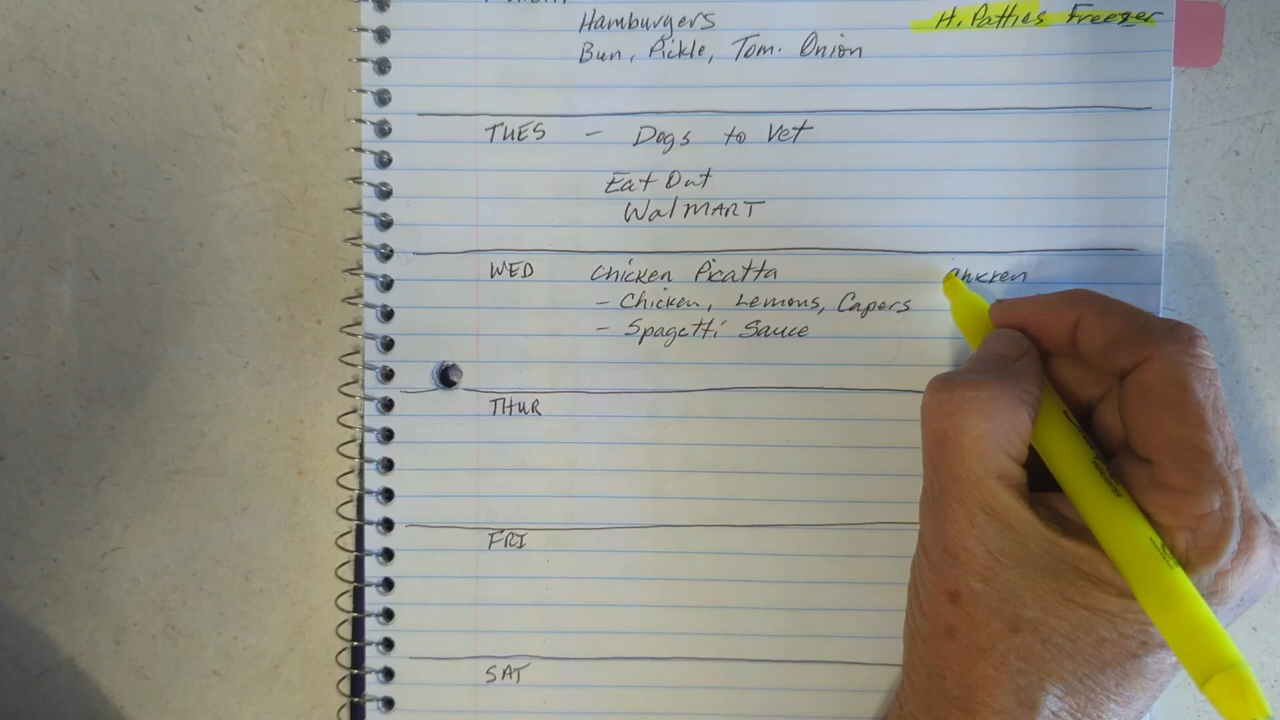 Hamburgers H. Patties Freezer
Bun, Pickle, Tom. Onion
TUES - Dogs to Vet
Eat Out
WalMART
WED Chicken Picatta Chicken
- Chicken, Lemons, Capers
- Spagetti Sauce
THUR
FRI
SAT